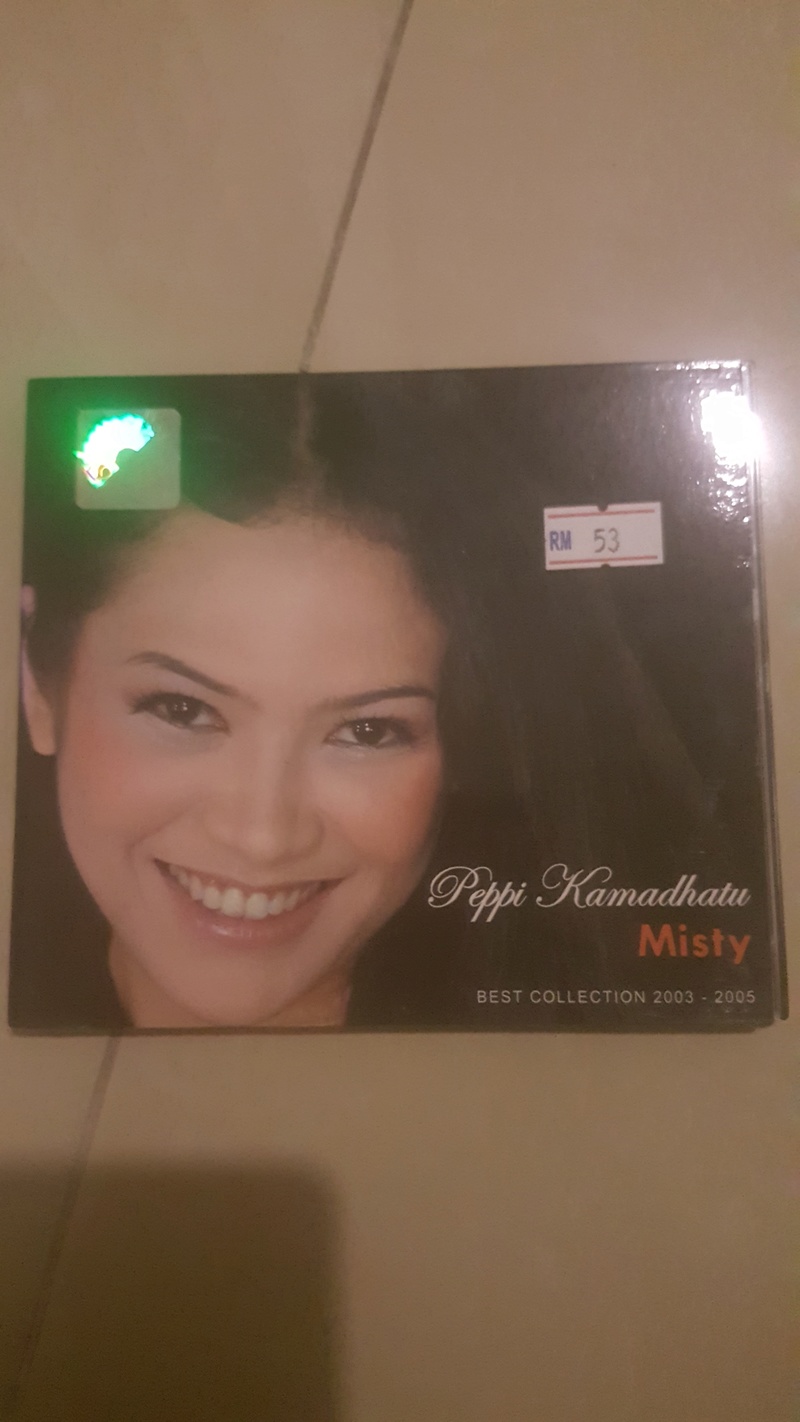 RM 53
Peppi Kamadhatu
Misty
BEST COLLECTION 2003 - 2005